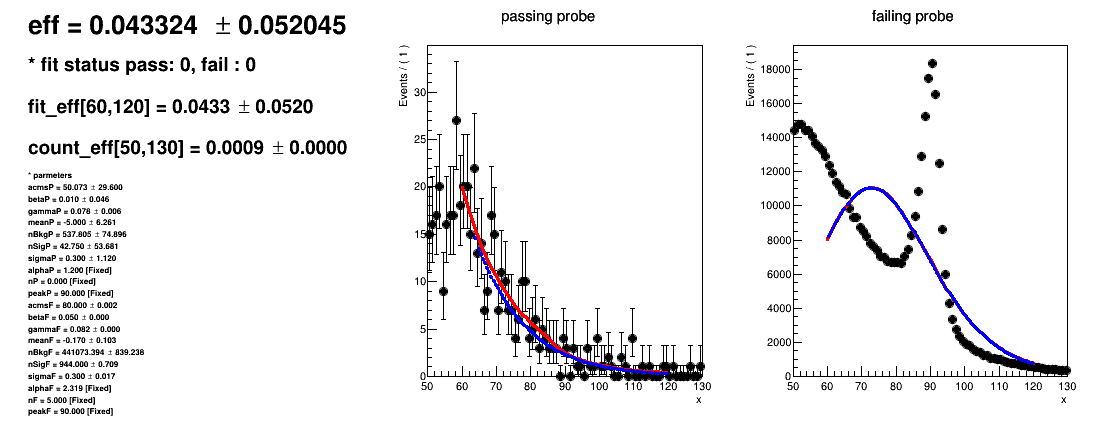 eff = 0.043324 ± 0.052045
* fit status pass: 0, fail : 0
fit_eff[60,120] = 0.0433 ± 0.0520
count_eff[50,130] = 0.0009 ± 0.0000
* parmeters
acmsP = 50.073 ± 29.600
betaP = 0.010 ± 0.046
gammaP = 0.078 ± 0.006
meanP = -5.000 ± 6.261
nBkgP = 537.805 ± 74.896
nSigP = 42.750 ± 53.681
sigmaP = 0.300 ± 1.120
alphaP = 1.200 [Fixed]
nP = 0.000 [Fixed]
peakP = 90.000 [Fixed]
acmsF = 80.000 ± 0.002
betaF = 0.050 ± 0.000
gammaF = 0.082 ± 0.000
meanF = -0.170 ± 0.103
nBkgF = 441073.394 ± 839.238
nSigF = 944.000 ± 0.709
sigmaF = 0.300 ± 0.017
alphaF = 2.319 [Fixed]
nF = 5.000 [Fixed]
peakF = 90.000 [Fixed]
passing probe
Events / ( 1 )
30
25
20
15
10
5
0
50 60 70 80 90 100 110 120 130
x
failing probe
Events / ( 1 )
18000
16000
14000
12000
10000
8000
6000
4000
2000
0
50 60 70 80 90 100 110 120 130
x